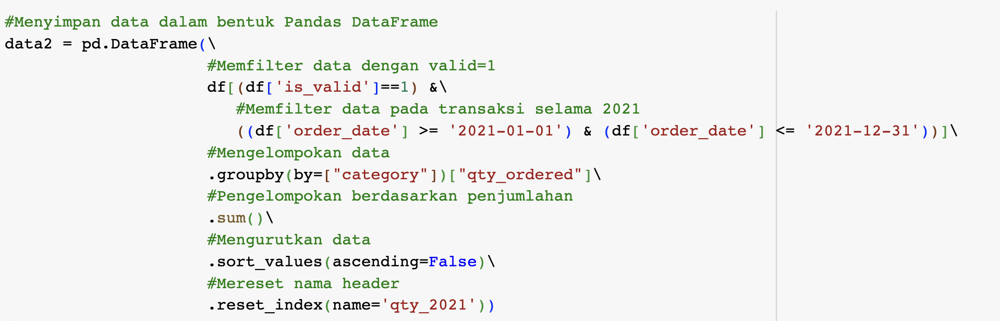 #Menyimpan data dalam bentuk Pandas DataFrame
data2 = pd.DataFrame(\
#Memfilter data dengan valid=1
df[(df['is_valid']==1) &\
#Memfilter data pada transaksi selama 2021
((df['order_date'] >= '2021-01-01') & (df['order_date'] <= '2021-12-31'))]\
#Mengelompokan data
.groupby(by=["category"])["qty_ordered"]\
#Pengelompokan berdasarkan penjumlahan
.sum()\
#Mengurutkan data
.sort_values(ascending=False)\
#Mereset nama header
.reset_index(name='qty_2021'))